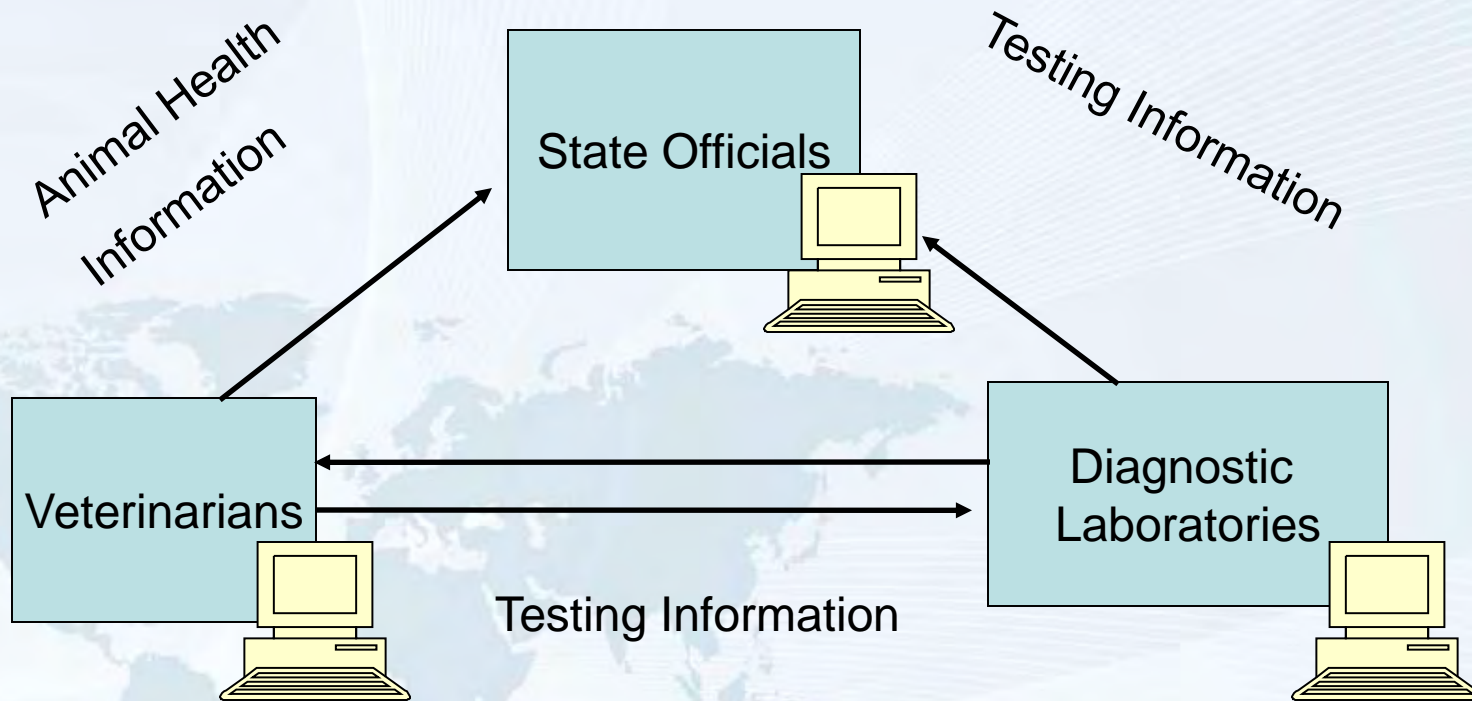 Animal Health
Information
State Officials
Testing Information
Veterinarians
Diagnostic
Laboratories
Testing Information